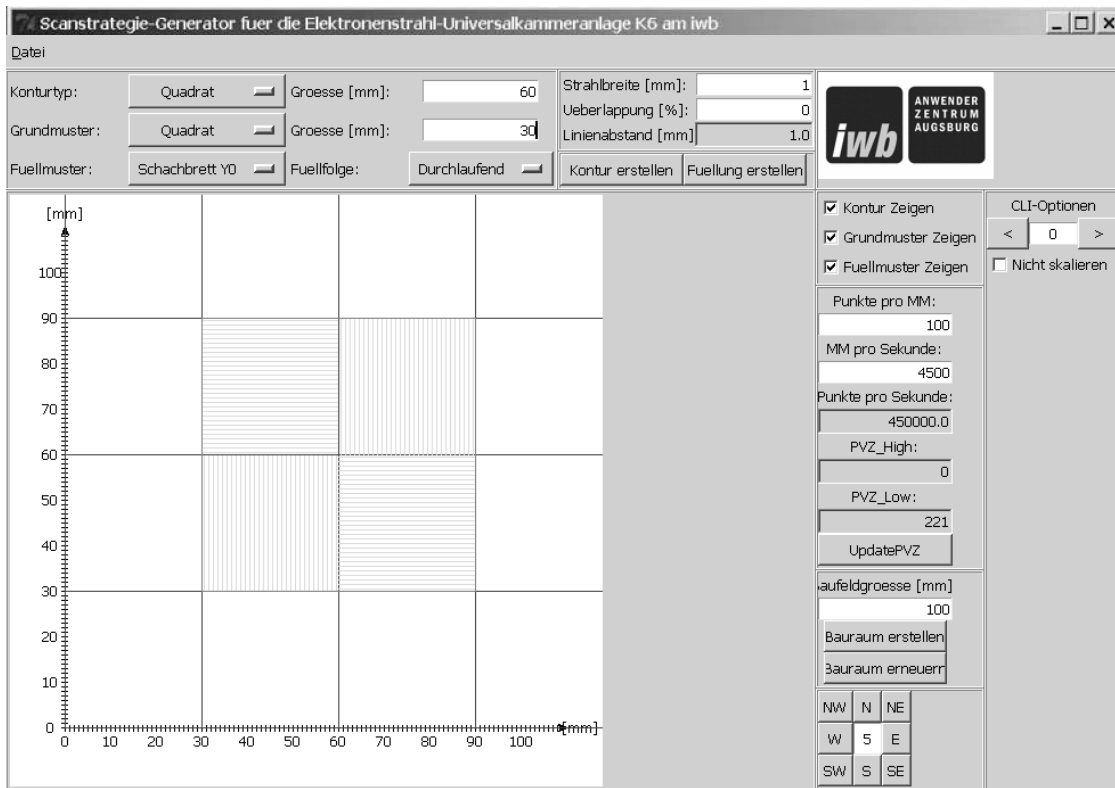 Scanstrategie-Generator fuer die Elektronenstrahl-Universalkammeranlage K6 am iwb
Datei
Konturtyp: Quadrat Groesse [mm]: 60
Grundmuster: Quadrat Groesse [mm]: 30
Fuellmuster: Schachbrett Y0 Fuellfolge: Durchlaufend
Strahlbreite [mm]: 1
Ueberlappung [%]: 0
Linienabstand [mm] 1.0
Kontur erstellen Fuellung erstellen
iwb
ANWENDER
ZENTRUM
AUGSBURG
[mm]
100
90
80
70
60
50
40
30
20
10
0
0 10 20 30 40 50 60 70 80 90 100
[mm]
Kontur Zeigen
Grundmuster Zeigen
Fuellmuster Zeigen
CLI-Optionen
< 0 >
Nicht skalieren
Punkte pro MM:
100
MM pro Sekunde:
4500
Punkte pro Sekunde:
450000.0
PVZ_High:
0
PVZ_Low:
221
UpdatePVZ
Baufeldgroesse [mm]
100
Bauraum erstellen
Bauraum erneuern
NW N NE
W 5 E
SW S SE